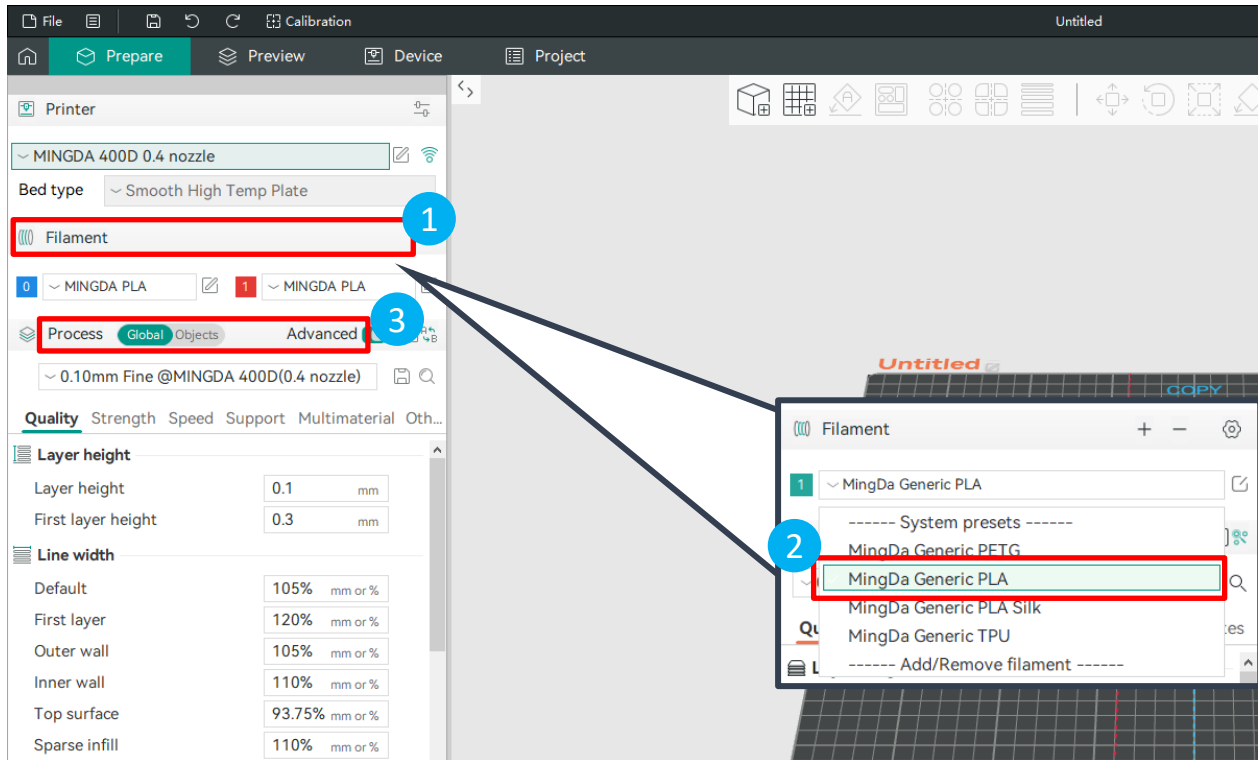 File Calibration Untitled
Prepare Preview Device Project
Printer
MINGDA 400D 0.4 nozzle
Bed type Smooth High Temp Plate
1
Filament
0 MINGDA PLA 1 MINGDA PLA
3
Process Global Objects Advanced
0.10mm Fine @MINGDA 400D(0.4 nozzle)
Quality Strength Speed Support Multimaterial Oth...
Layer height
Layer height 0.1 mm
First layer height 0.3 mm
Line width
Default 105% mm or %
First layer 120% mm or %
Outer wall 105% mm or %
Inner wall 110% mm or %
Top surface 93.75% mm or %
Sparse infill 110% mm or %
Untitled
COPY
Filament
1 MingDa Generic PLA
------ System presets ------
2
MingDa Generic PETG
MingDa Generic PLA
MingDa Generic PLA Silk
MingDa Generic TPU
------ Add/Remove filament ------